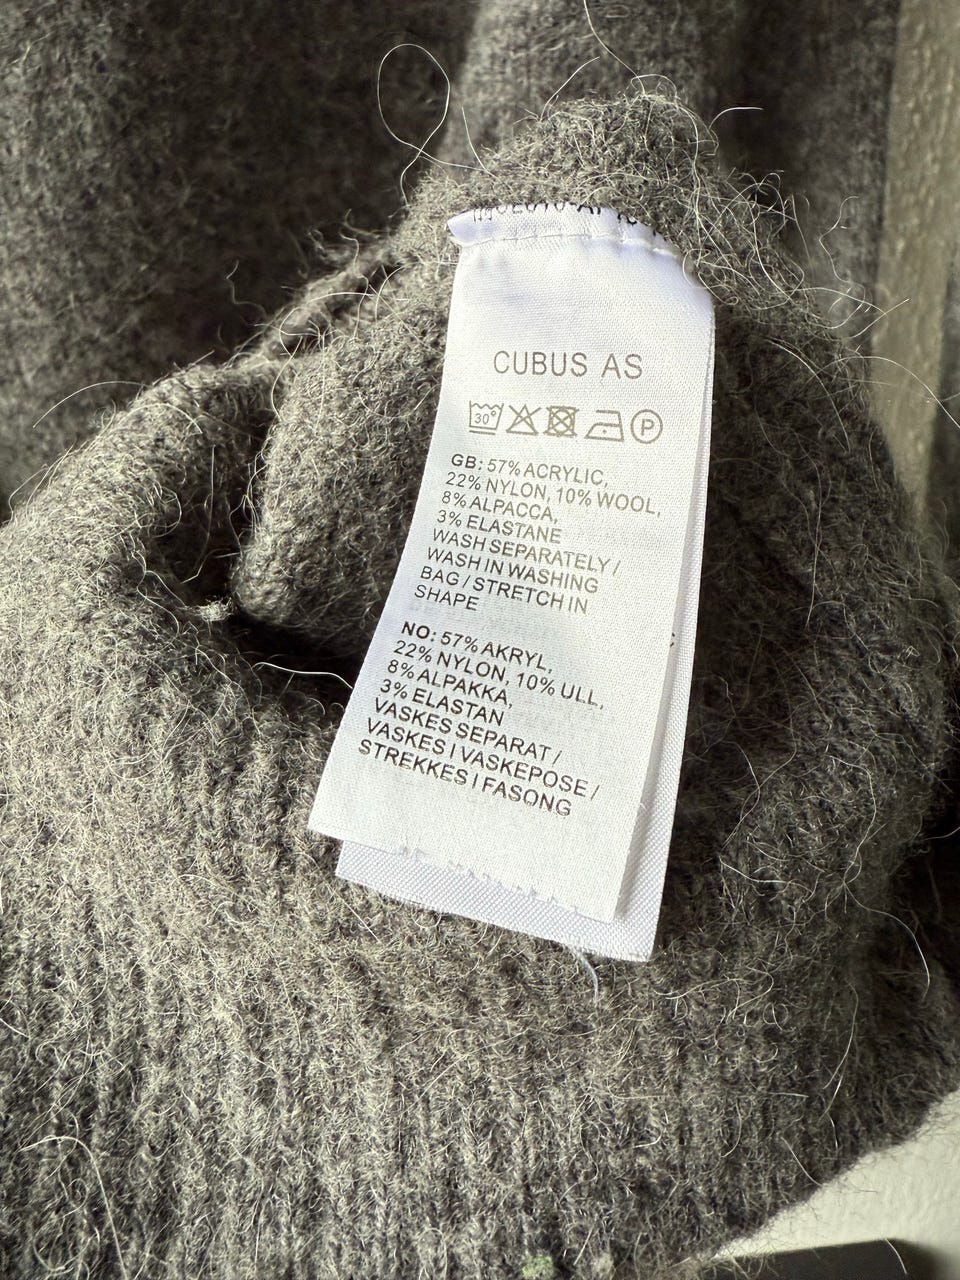 CUBUS AS
30°
P
GB: 57% ACRYLIC,
22% NYLON, 10% WOOL,
8% ALPACCA,
3% ELASTANE
WASH SEPARATELY /
WASH IN WASHING
BAG / STRETCH IN
SHAPE
NO: 57% AKRYL,
22% NYLON, 10% ULL,
8% ALPAKKA,
3% ELASTAN
VASKES SEPARAT /
VASKES I VASKEPOSE /
STREKKES I FASONG